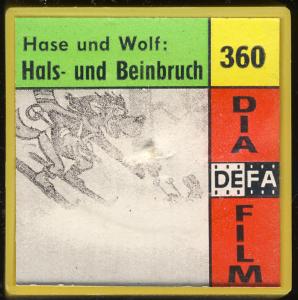 Hase und Wolf:
Hals- und Beinbruch
360
DIA
DEFA
FILM